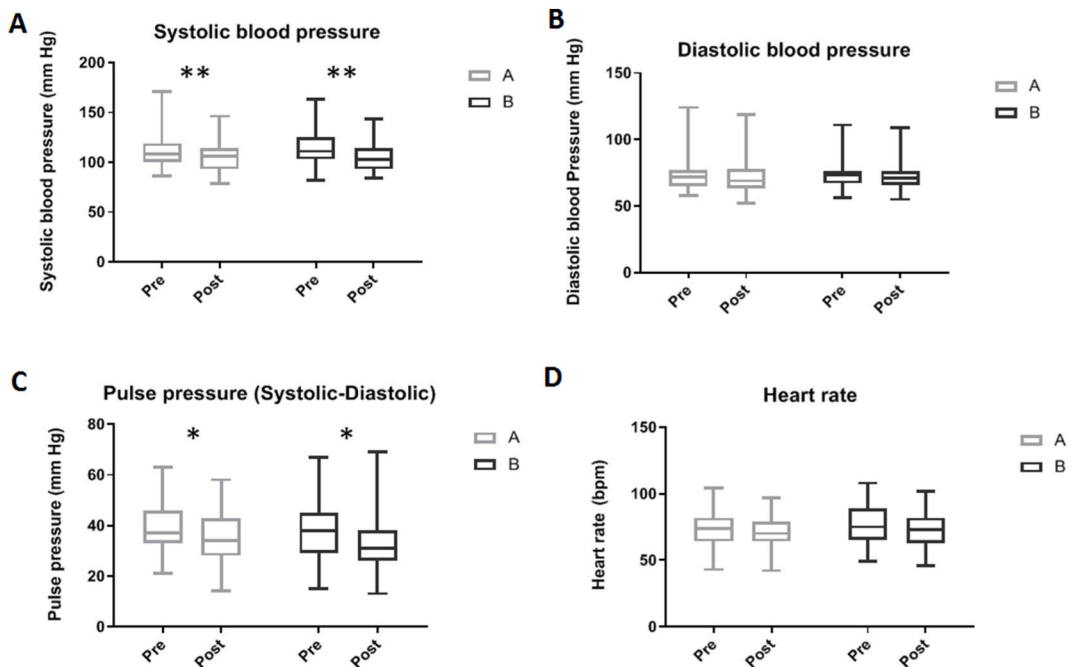 A
Systolic blood pressure
Systolic blood pressure (mm Hg)
200
150
100
50
0
**
**
Pre
Post
Pre
Post
A
B
B
Diastolic blood pressure
Diastolic blood Pressure (mm Hg)
150
100
50
0
Pre
Post
Pre
Post
A
B
C
Pulse pressure (Systolic-Diastolic)
Pulse pressure (mm Hg)
80
60
40
20
0
*
*
Pre
Post
Pre
Post
A
B
D
Heart rate
Heart rate (bpm)
150
100
50
0
Pre
Post
Pre
Post
A
B